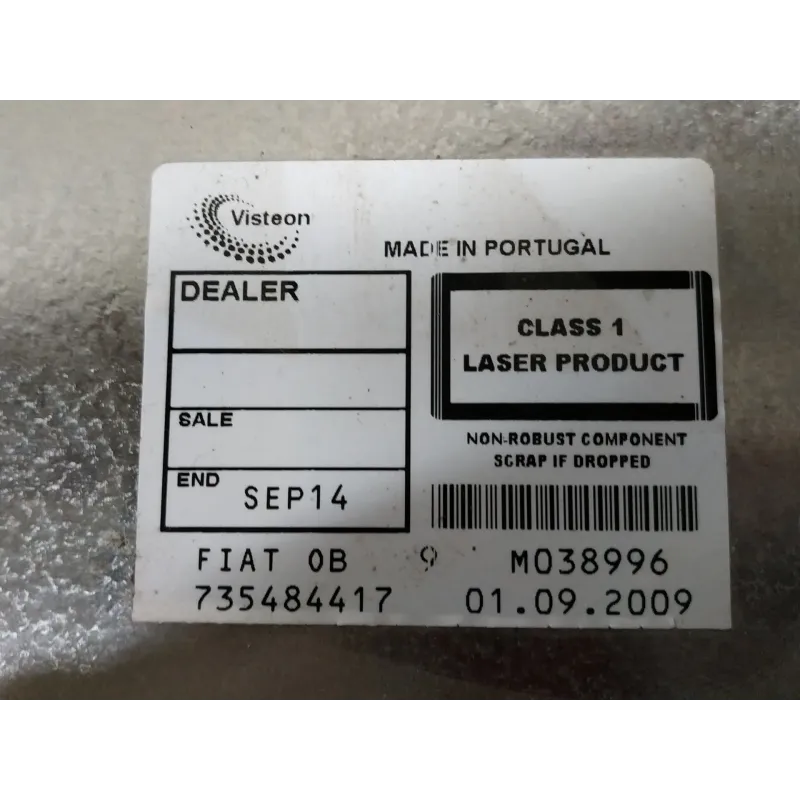 Visteon
MADE IN PORTUGAL
DEALER
CLASS 1
LASER PRODUCT
SALE
NON-ROBUST COMPONENT
SCRAP IF DROPPED
END SEP14
FIAT 0B 9 M038996
735484417 01.09.2009